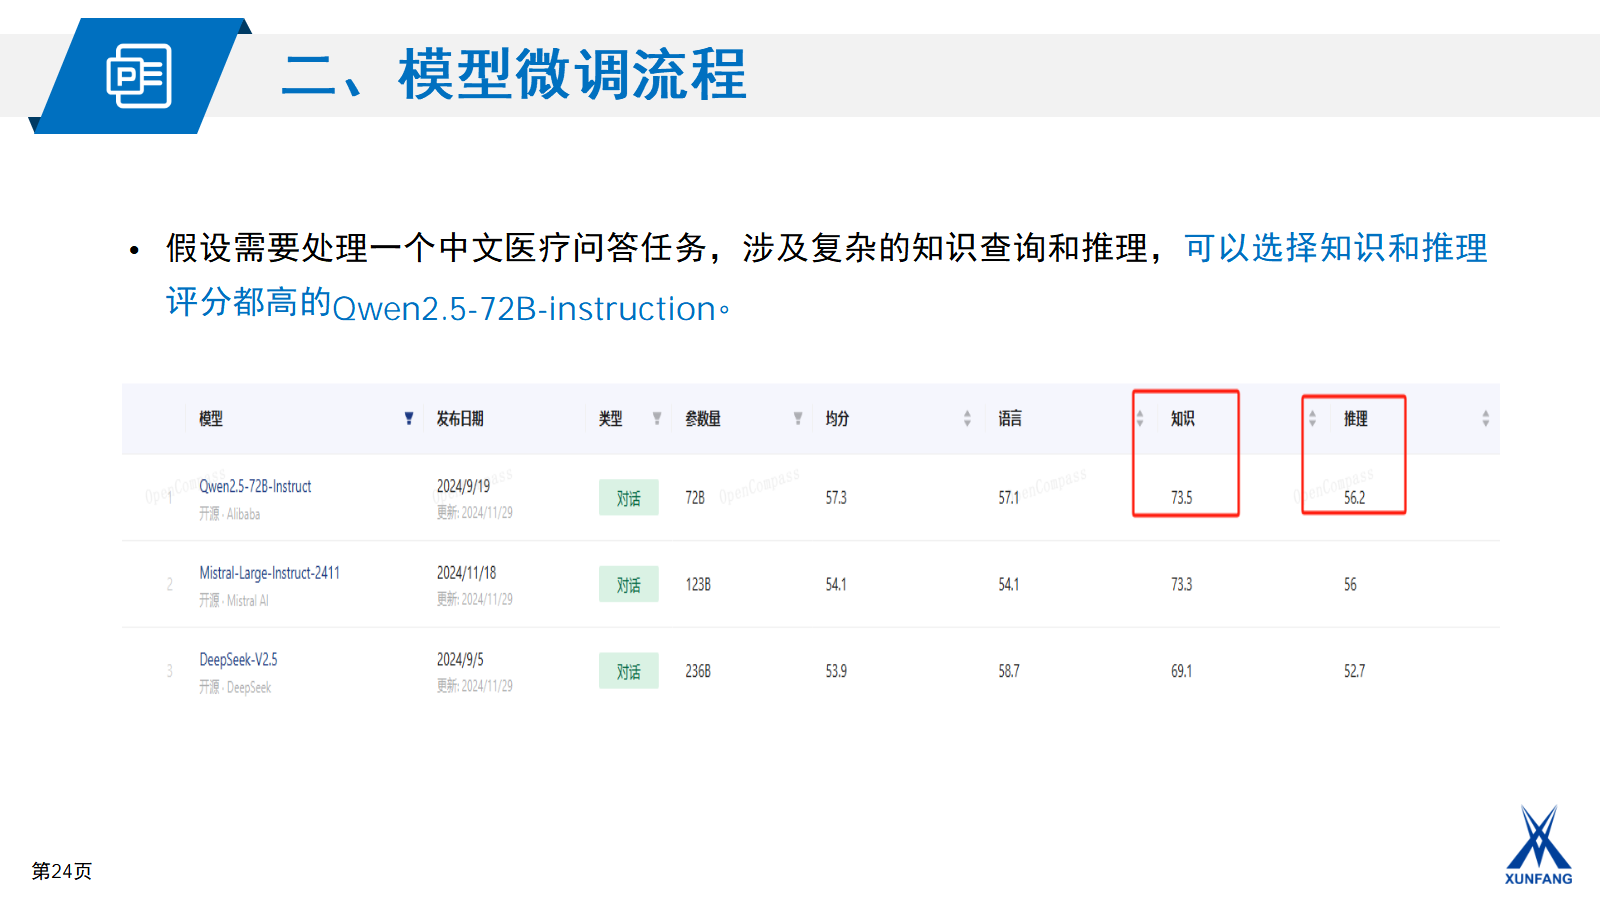 二、模型微调流程
• 假设需要处理一个中文医疗问答任务，涉及复杂的知识查询和推理，可以选择知识和推理
评分都高的Qwen2.5-72B-instruction。
模型 发布日期 类型 参数量 均分 语言 知识 推理
1 Qwen2.5-72B-Instruct 2024/9/19 对话 72B 57.3 57.1 73.5 56.2
开源 · Alibaba 更新: 2024/11/29
OpenCompass OpenCompass OpenCompass OpenCompass OpenCompass
2 Mistral-Large-Instruct-2411 2024/11/18 对话 123B 54.1 54.1 73.3 56
开源 · Mistral AI 更新: 2024/11/29
3 DeepSeek-V2.5 2024/9/5 对话 236B 53.9 58.7 69.1 52.7
开源 · DeepSeek 更新: 2024/11/29
第24页
XUNFANG